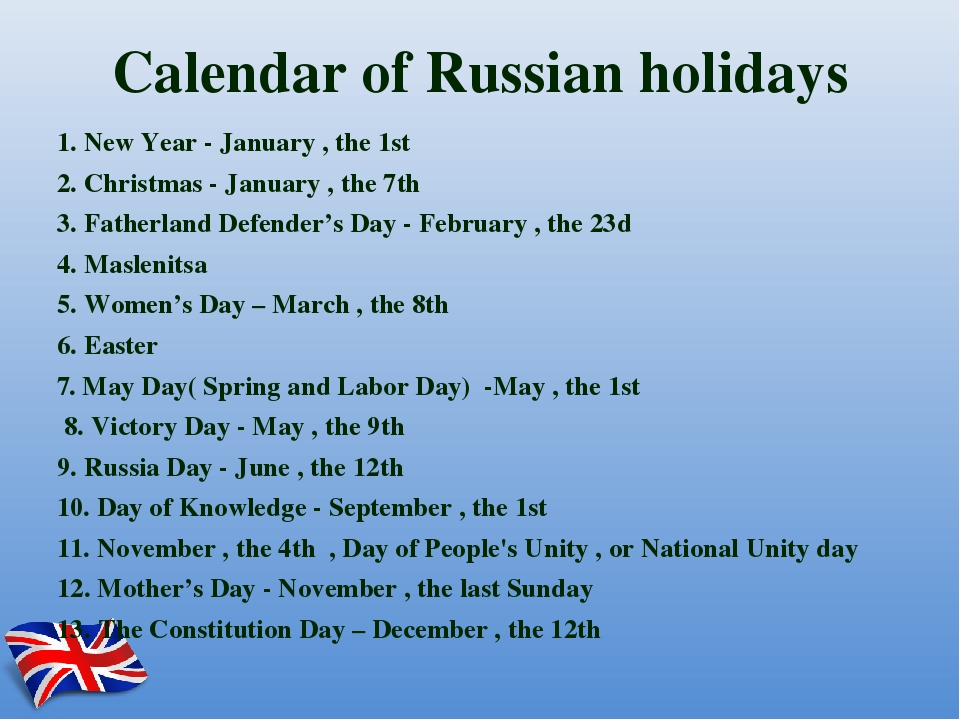 Calendar of Russian holidays
1. New Year - January , the 1st
2. Christmas - January , the 7th
3. Fatherland Defender’s Day - February , the 23d
4. Maslenitsa
5. Women’s Day – March , the 8th
6. Easter
7. May Day( Spring and Labor Day)  -May , the 1st
8. Victory Day - May , the 9th
9. Russia Day - June , the 12th
10. Day of Knowledge - September , the 1st
11. November , the 4th  , Day of People's Unity , or National Unity day
12. Mother’s Day - November , the last Sunday
13. The Constitution Day – December , the 12th